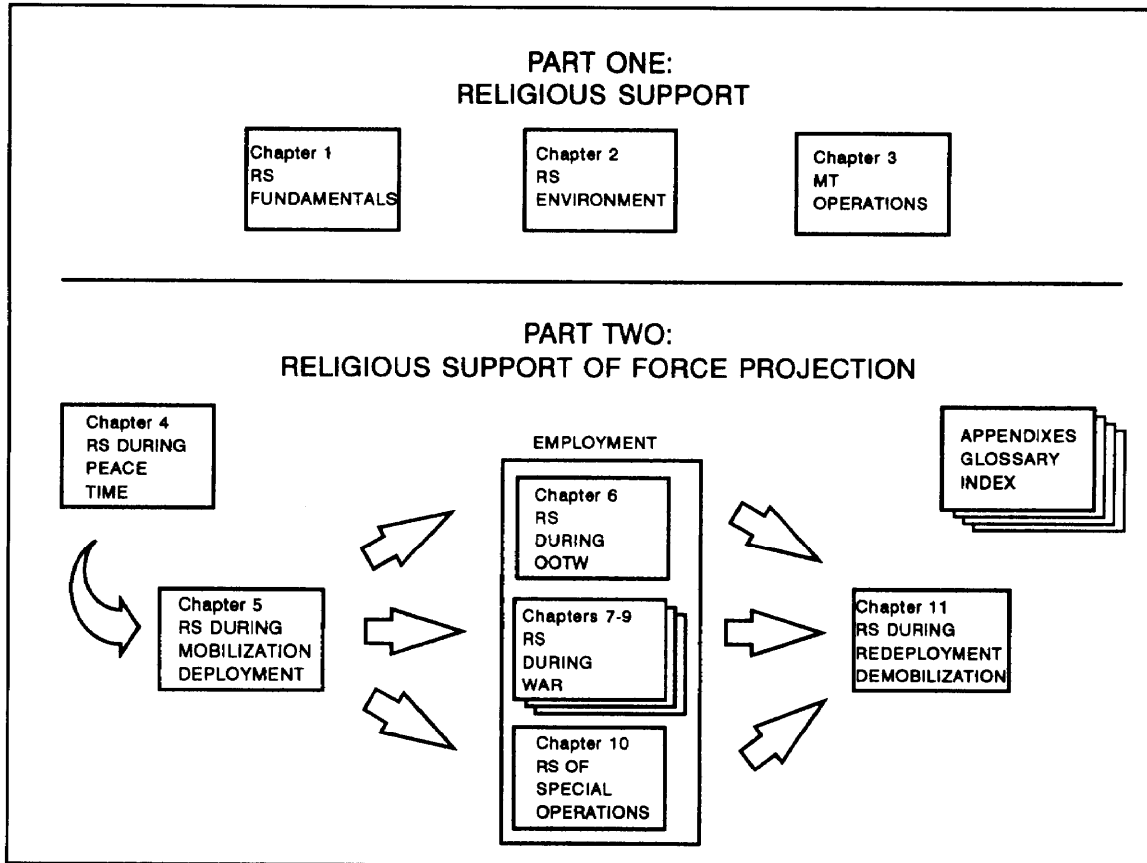 PART ONE:
RELIGIOUS SUPPORT
Chapter 1
RS
FUNDAMENTALS
Chapter 2
RS
ENVIRONMENT
Chapter 3
MT
OPERATIONS
PART TWO:
RELIGIOUS SUPPORT OF FORCE PROJECTION
Chapter 4
RS DURING
PEACE
TIME
Chapter 5
RS DURING
MOBILIZATION
DEPLOYMENT
EMPLOYMENT
Chapter 6
RS
DURING
OOTW
Chapters 7-9
RS
DURING
WAR
Chapter 10
RS OF
SPECIAL
OPERATIONS
APPENDIXES
GLOSSARY
INDEX
Chapter 11
RS DURING
REDEPLOYMENT
DEMOBILIZATION